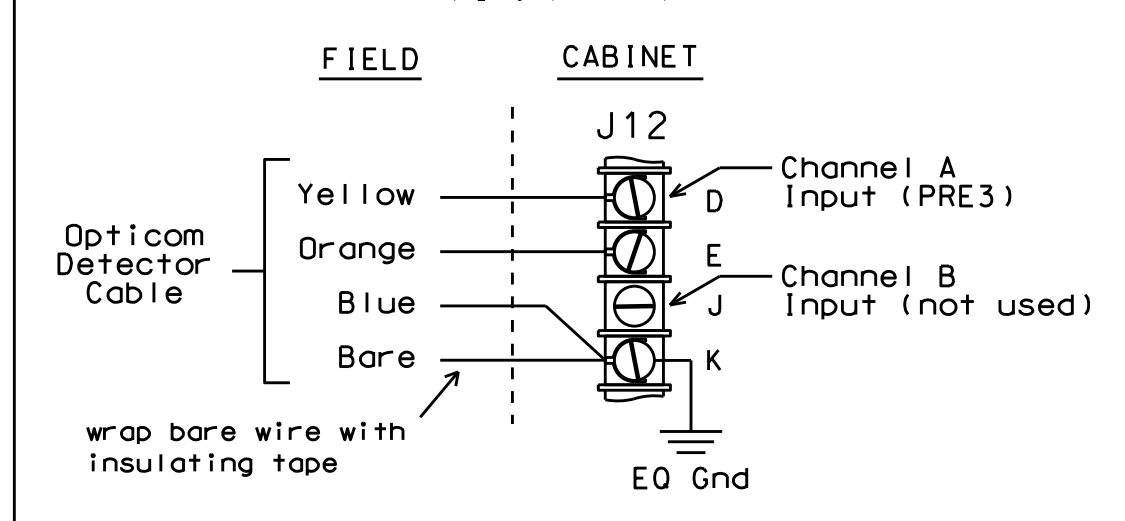 FIELD
CABINET
J12
Channel A
Input (PRE3)
Yellow
D
Orange
E
Opticom
Detector
Cable
Channel B
Input (not used)
Blue
J
Bare
K
wrap bare wire with
insulating tape
EQ Gnd